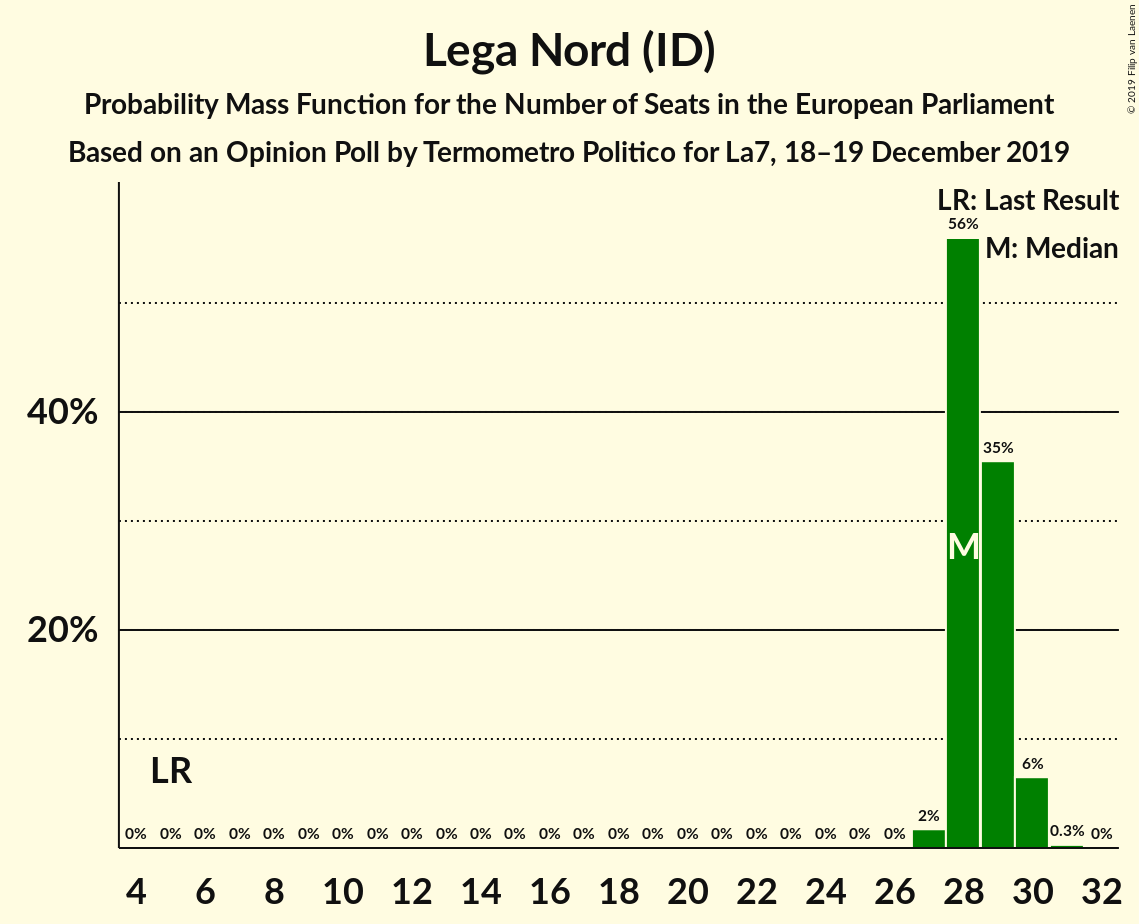 Lega Nord (ID)
Probability Mass Function for the Number of Seats in the European Parliament
Based on an Opinion Poll by Termometro Politico for La7, 18–19 December 2019
© 2019 Filip van Laenen
LR: Last Result
M: Median
56%
35%
6%
2%
0.3%
40%
20%
M
LR
0% 0% 0% 0% 0% 0% 0% 0% 0% 0% 0% 0% 0% 0% 0% 0% 0% 0% 0% 0% 0% 0% 0% 0%
4 6 8 10 12 14 16 18 20 22 24 26 28 30 32